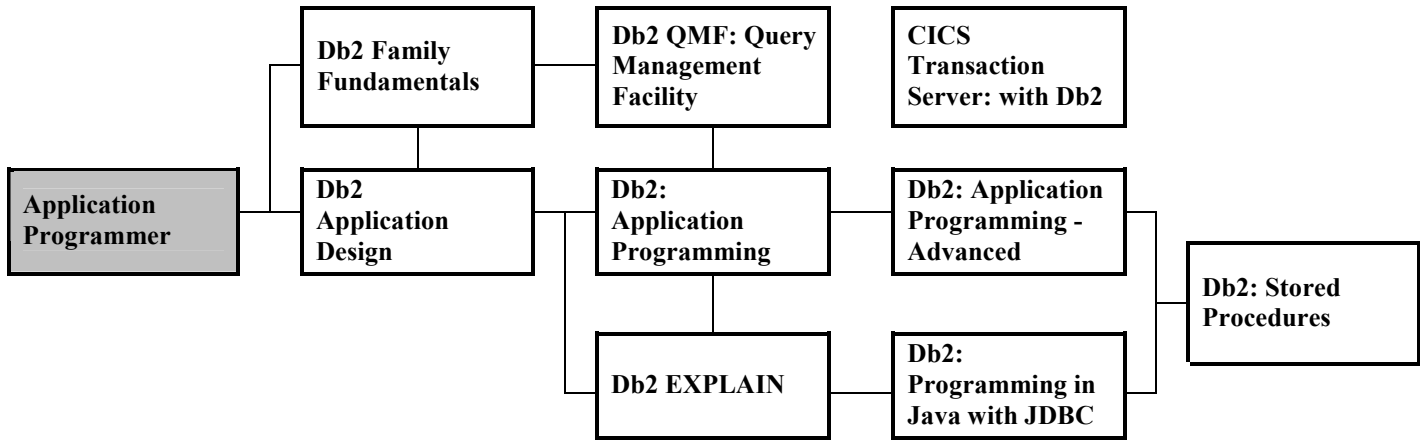 Db2 Family
Fundamentals
Db2 QMF: Query
Management
Facility
CICS
Transaction
Server: with Db2
Application
Programmer
Db2
Application
Design
Db2:
Application
Programming
Db2: Application
Programming -
Advanced
Db2: Stored
Procedures
Db2 EXPLAIN
Db2:
Programming in
Java with JDBC